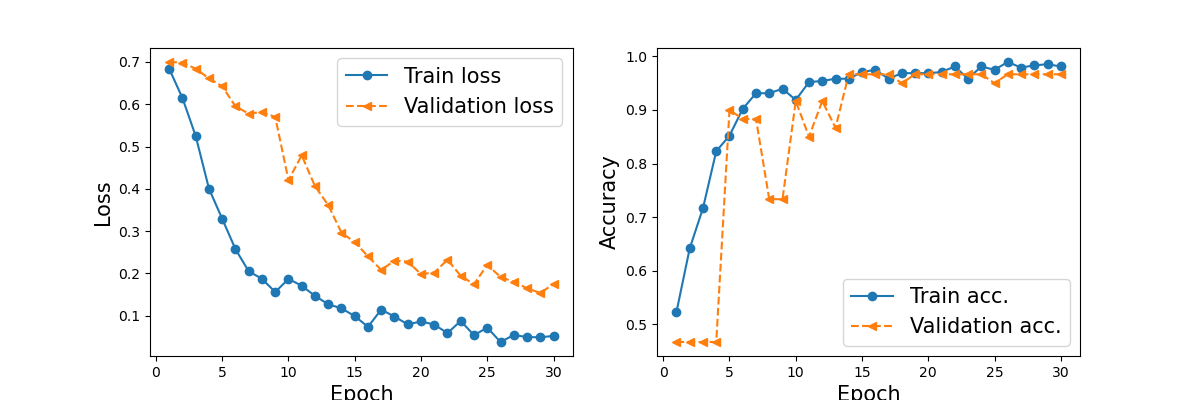 0.7
0.6
0.5
0.4
0.3
0.2
0.1
Loss
Train loss
Validation loss
0 5 10 15 20 25 30
Epoch
1.0
0.9
0.8
0.7
0.6
0.5
Accuracy
Train acc.
Validation acc.
0 5 10 15 20 25 30
Epoch